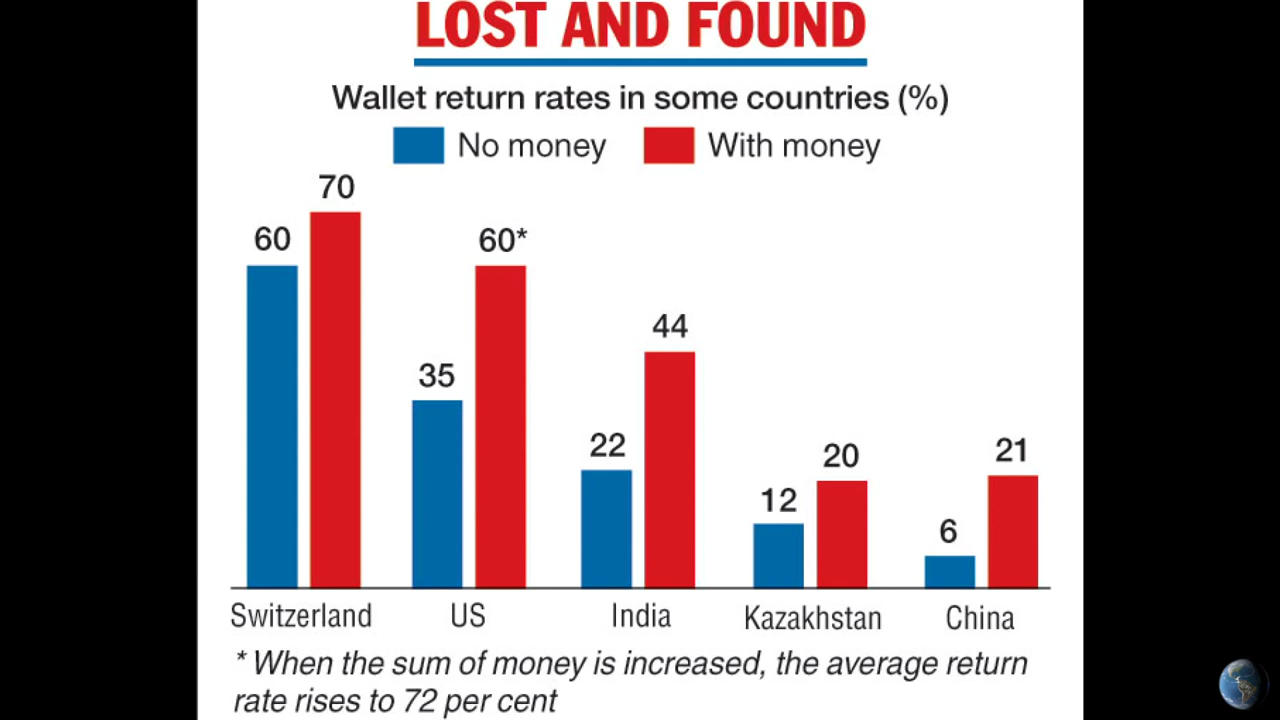 LOST AND FOUND
Wallet return rates in some countries (%)
No money With money
60 70
35 60*
22 44
12 20
6 21
Switzerland US India Kazakhstan China
* When the sum of money is increased, the average return
rate rises to 72 per cent